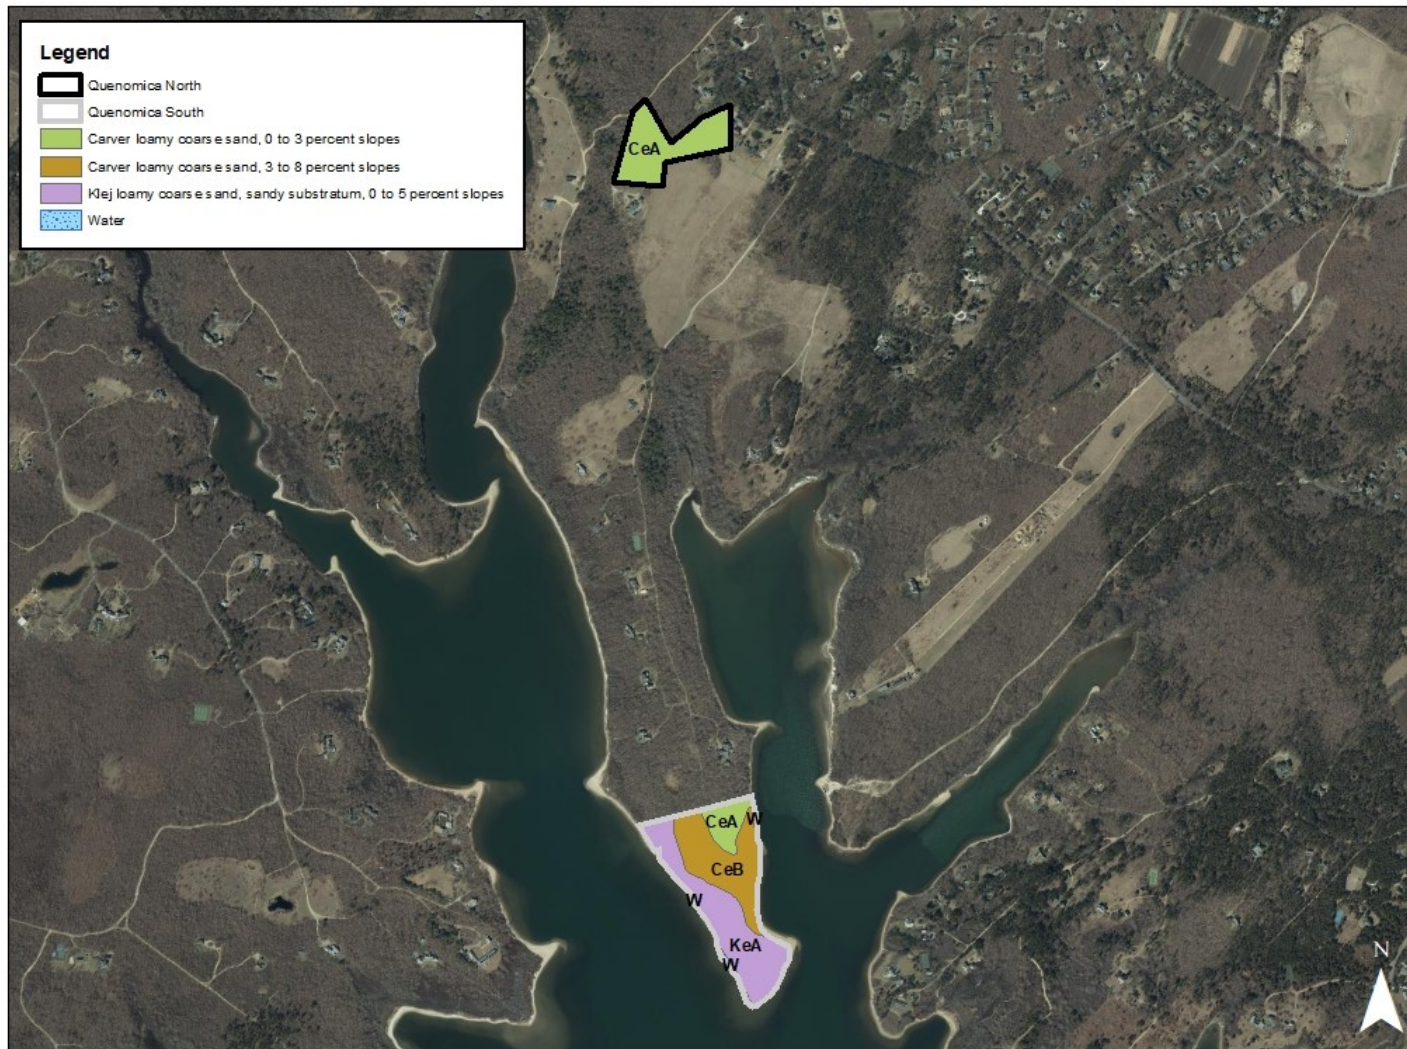 Legend
Quenomica North
Quenomica South
Carver loamy coarse sand, 0 to 3 percent slopes
Carver loamy coarse sand, 3 to 8 percent slopes
Klej loamy coarse sand, sandy substratum, 0 to 5 percent slopes
Water
CeA
CeA
W
CeB
W
KeA
W
N